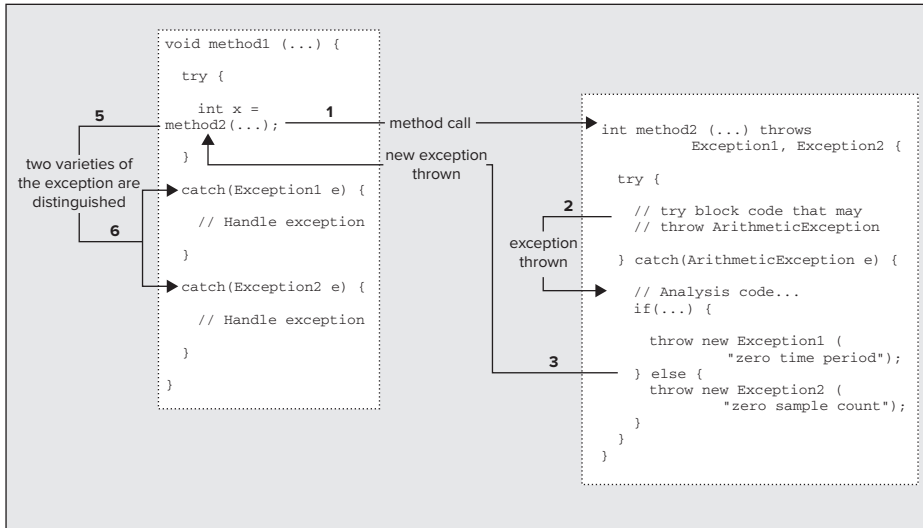 void method1 (...) {
try {
int x =
method2(...);
}
catch(Exception1 e) {
// Handle exception
}
catch(Exception2 e) {
// Handle exception
}
}
5
two varieties of
the exception are
distinguished
6
1
method call
new exception
thrown
2
exception
thrown
3
int method2 (...) throws
Exception1, Exception2 {
try {
// try block code that may
// throw ArithmeticException
} catch(ArithmeticException e) {
// Analysis code...
if(...) {
throw new Exception1 (
"zero time period");
} else {
throw new Exception2 (
"zero sample count");
}
}
}